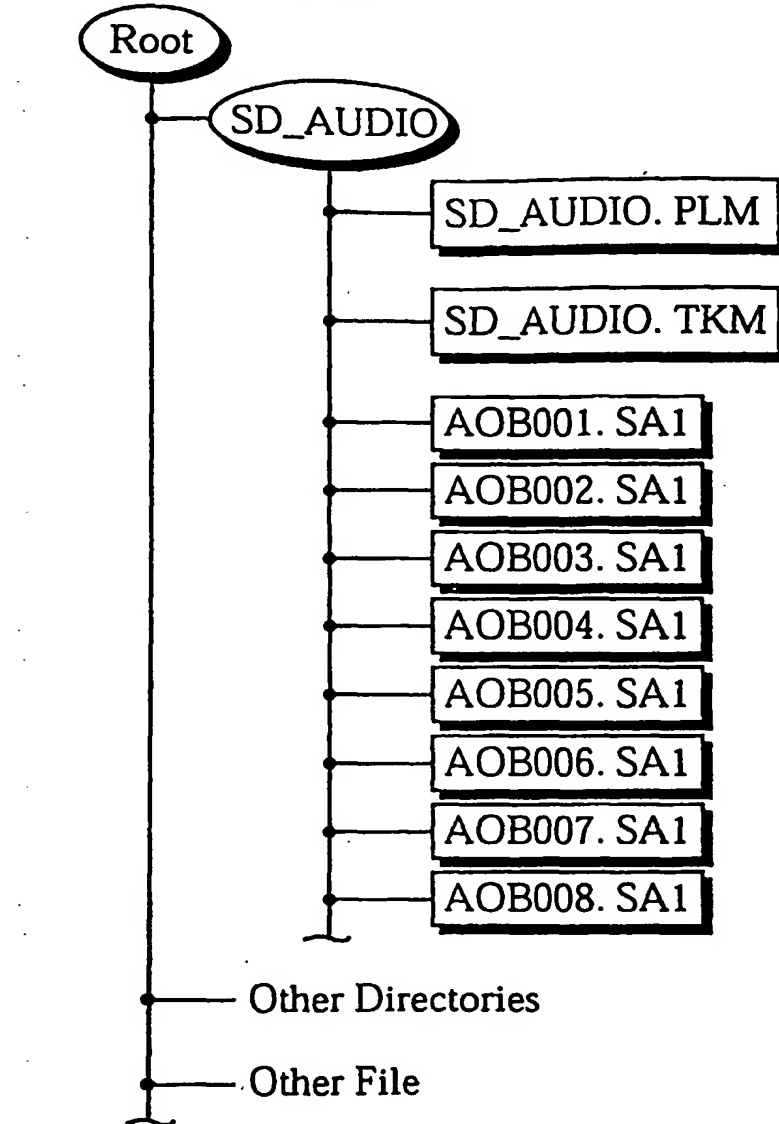 Root
SD_AUDIO
SD_AUDIO. PLM
SD_AUDIO. TKM
AOB001. SA1
AOB002. SA1
AOB003. SA1
AOB004. SA1
AOB005. SA1
AOB006. SA1
AOB007. SA1
AOB008. SA1
Other Directories
Other File